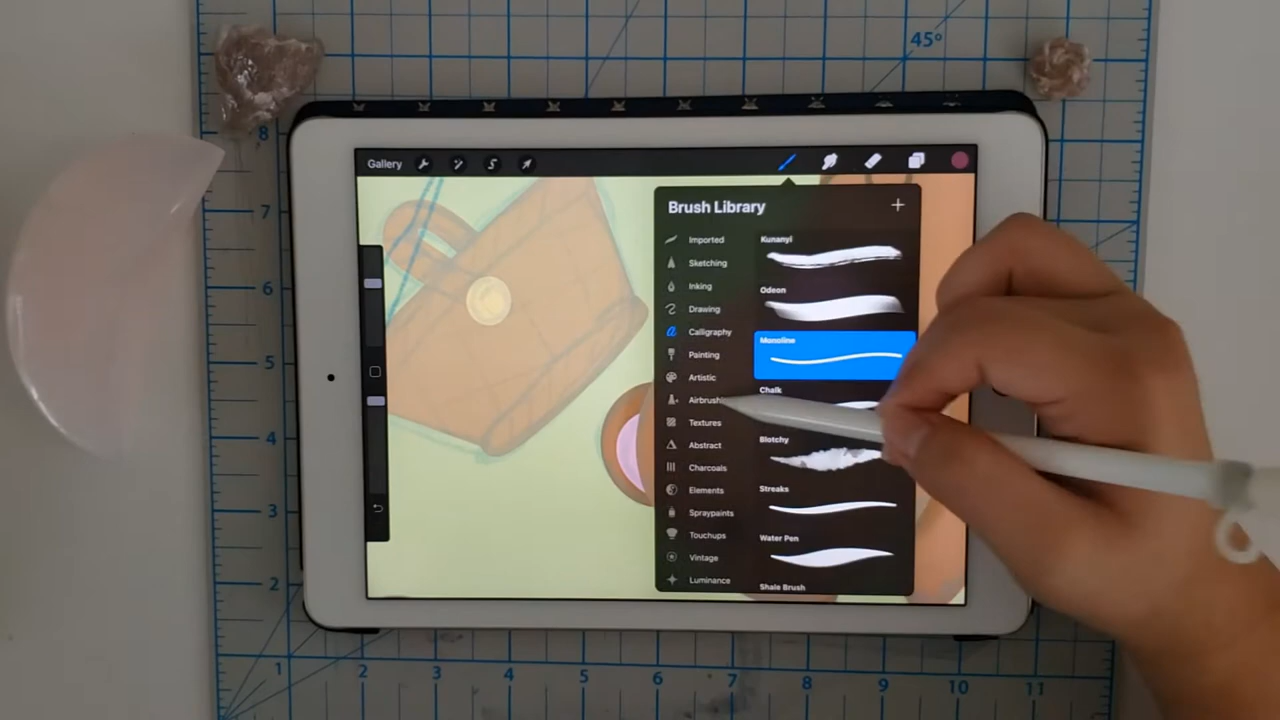 45°
8
7
6
5
4
3
2
Gallery
Brush Library
+
Imported
Sketching
Inking
Drawing
Calligraphy
Painting
Artistic
Textures
Abstract
Charcoals
Elements
Spraypaints
Touchups
Vintage
Luminance
Kunanyi
Odeon
Monoline
Chalk
Blotchy
Streaks
Water Pen
Shale Brush
1
2
3
4
5
6
7
8
9
10
11